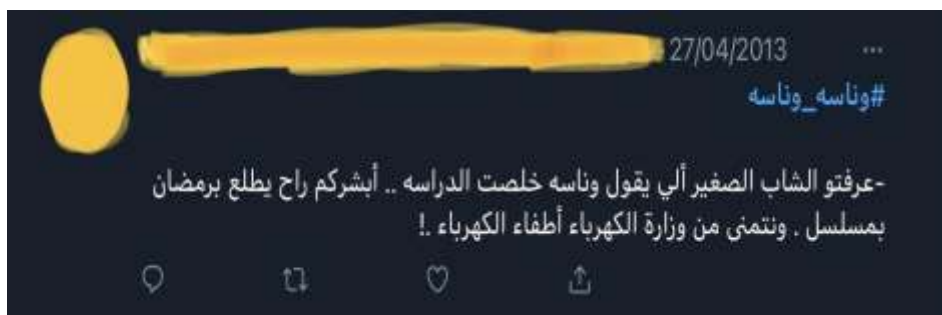 27/04/2013
#وناسه_وناسه
-عرفتو الشاب الصغير ألي يقول وناسه خلصت الدراسه .. أبشركم راح يطلع برمضان
بمسلسل . ونتمنى من وزارة الكهرباء أطفاء الكهرباء .!